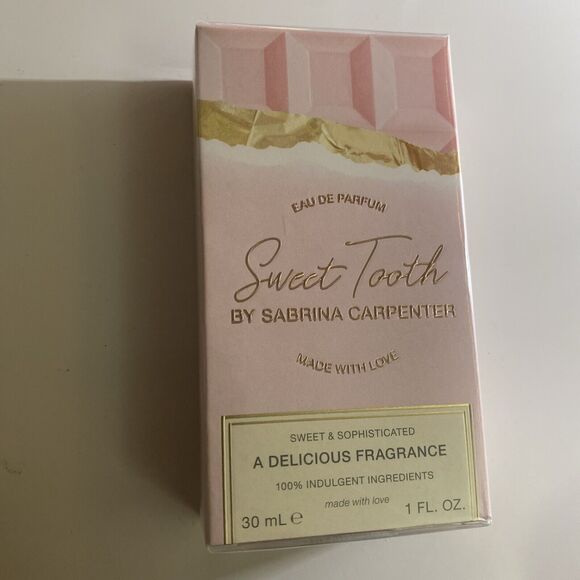 EAU DE PARFUM
Sweet Tooth
BY SABRINA CARPENTER
MADE WITH LOVE
SWEET & SOPHISTICATED
A DELICIOUS FRAGRANCE
100% INDULGENT INGREDIENTS
made with love
30 mL ℮ 1 FL. OZ.